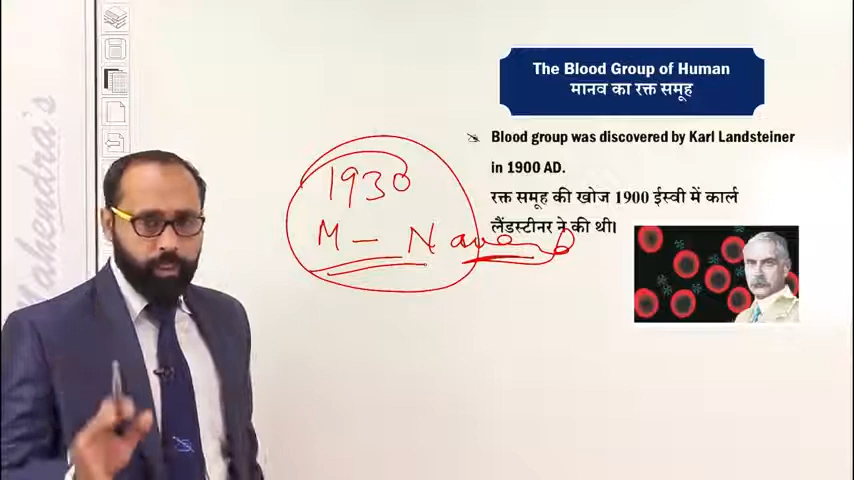 Mahendra's
The Blood Group of Human
मानव का रक्त समूह
Blood group was discovered by Karl Landsteiner
in 1900 AD.
रक्त समूह की खोज 1900 ईस्वी में कार्ल
लैंडस्टीनर ने की थी।
1930
M - N